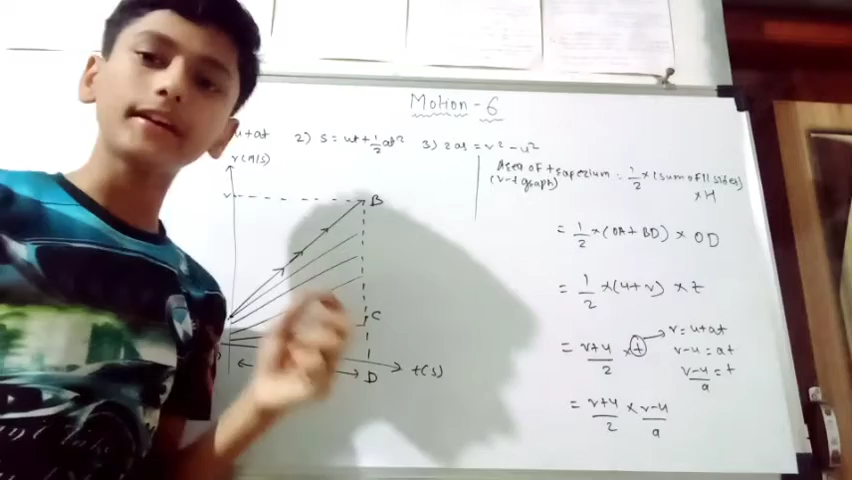 Motion - 6
u+at 2) S = ut + 1/2 at² 3) 2as = v² - u²
v(M/s)
v
B
C
D
t(s)
Area of trapezium = 1/2 × (sum of || sides)
(v-t graph) × H
= 1/2 × (OA + BD) × OD
= 1/2 × (u + v) × t
= v+u/2 × t → v = u+at
v-u = at
v-u/a = t
= v+u/2 × v-u/a